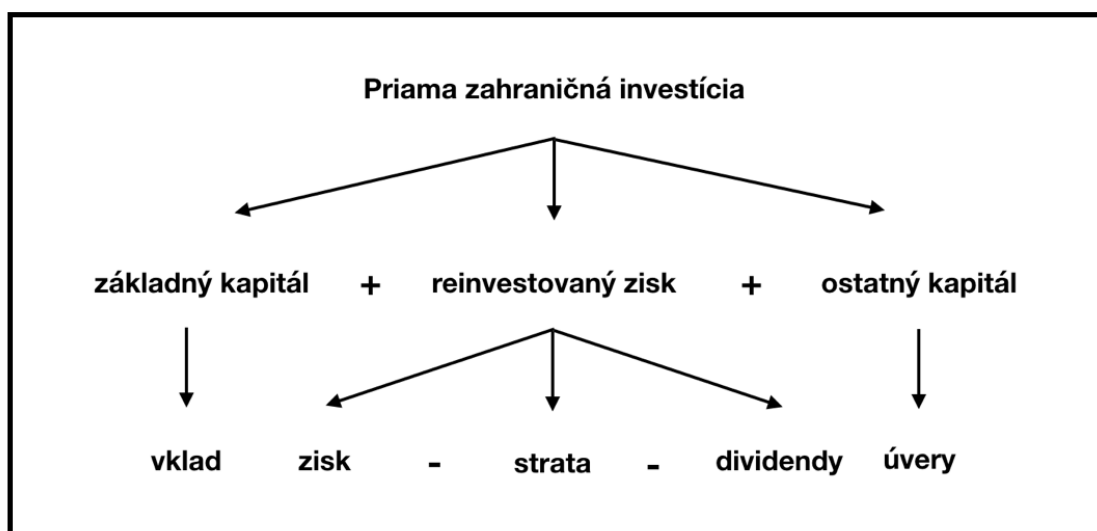 Priama zahraničná investícia
základný kapitál + reinvestovaný zisk + ostatný kapitál
vklad zisk - strata - dividendy úvery